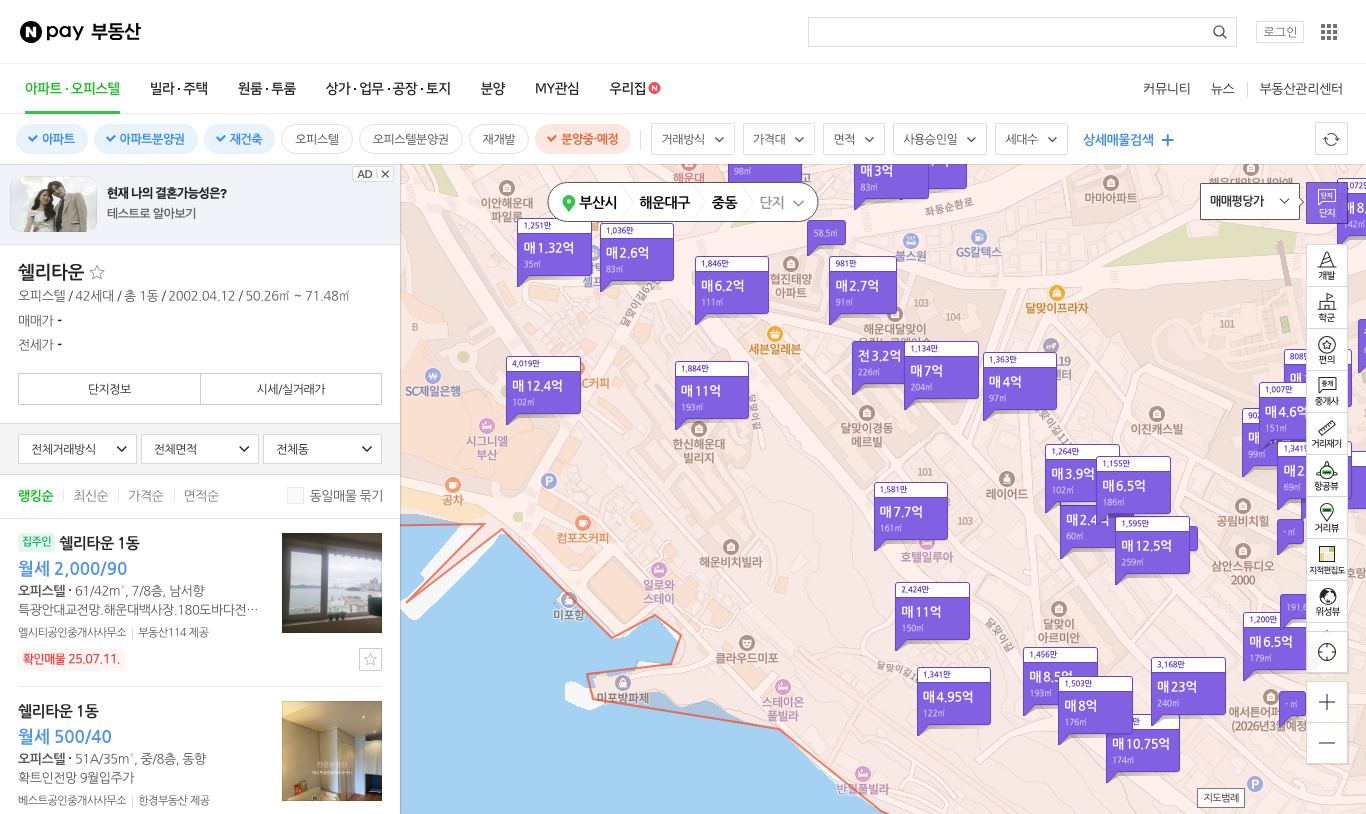 N pay 부동산
로그인
아파트·오피스텔
빌라·주택
원룸·투룸
상가·업무·공장·토지
분양
MY관심
우리집 N
커뮤니티
뉴스
부동산관리센터
아파트
아파트분양권
재건축
오피스텔
오피스텔분양권
재개발
분양중·예정
거래방식
가격대
면적
사용승인일
세대수
상세매물검색
현재 나의 결혼가능성은?
테스트로 알아보기
AD
쉘리타운
오피스텔 / 42세대 / 총 1동 / 2002.04.12 / 50.26㎡ ~ 71.48㎡
매매가 -
전세가 -
단지정보
시세/실거래가
전체거래방식
전체면적
전체동
랭킹순
최신순
가격순
면적순
동일매물 묶기
집주인 쉘리타운 1동
월세 2,000/90
오피스텔 · 61/42m², 7/8층, 남서향
특광안대교전망.해운대백사장.180도바다전…
엘시티공인중개사사무소 | 부동산114 제공
확인매물 25.07.11.
쉘리타운 1동
월세 500/40
오피스텔 · 51A/35m², 중/8층, 동향
확트인전망 9월입주가
베스트공인중개사사무소 | 한경부동산 제공
부산시
해운대구
중동
단지
매매평당가
단지
단지
개발
학군
편의
중개
중개사
거리재기
항공뷰
거리뷰
지적편집도
위성뷰
지도범례
98㎡
매3억
83㎡
해운대
이안해운대
파일루
1,251만
매1.32억
35㎡
1,036만
매2.6억
83㎡
58.5㎡
좌동순환로
마마아파트
불스원
GS칼텍스
1,846만
매6.2억
111㎡
협진태양
아파트
981만
매2.7억
91㎡
103
104
101
해운대달맞이
달맞이프라자
세븐일레븐
전3.2억
226㎡
1,134만
매7억
204㎡
1,363만
매4억
97㎡
4,019만
매12.4억
102㎡
SC제일은행
1,884만
매11억
193㎡
한신해운대
빌리지
시그니엘
부산
달맞이경동
메르빌
이진캐스빌
1,007만
매4.6억
151㎡
공차
컴포즈커피
P
101
103
레이어드
1,264만
매3.9억
102㎡
1,155만
매6.5억
186㎡
60㎡
1,595만
매12.5억
259㎡
1,581만
매7.7억
161㎡
호텔일루아
해운비치빌라
일로와
스테이
미포항
공림비치힐
삼안스튜디오
2000
69㎡
- ㎡
2,424만
매11억
150㎡
달맞이
아르미안
달맞이길
클라우드미포
미포방파제
스테이온
풀빌라
1,341만
매4.95억
122㎡
1,456만
193㎡
1,503만
매8억
176㎡
3,168만
매23억
240㎡
매10.75억
174㎡
1,200만
매6.5억
179㎡
- ㎡
P